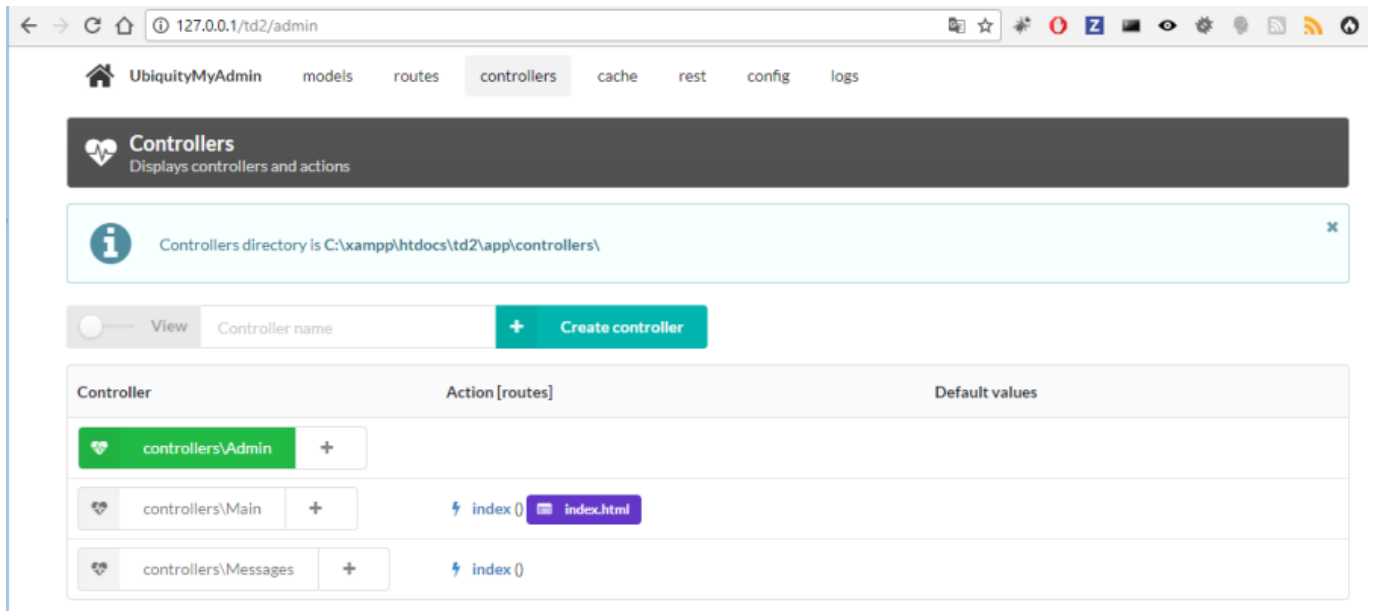 127.0.0.1/td2/admin
UbiquityMyAdmin models routes controllers cache rest config logs
Controllers
Displays controllers and actions
Controllers directory is C:\xampp\htdocs\td2\app\controllers\
View Controller name + Create controller
Controller Action [routes] Default values
controllers\Admin +
controllers\Main + index () index.html
controllers\Messages + index ()